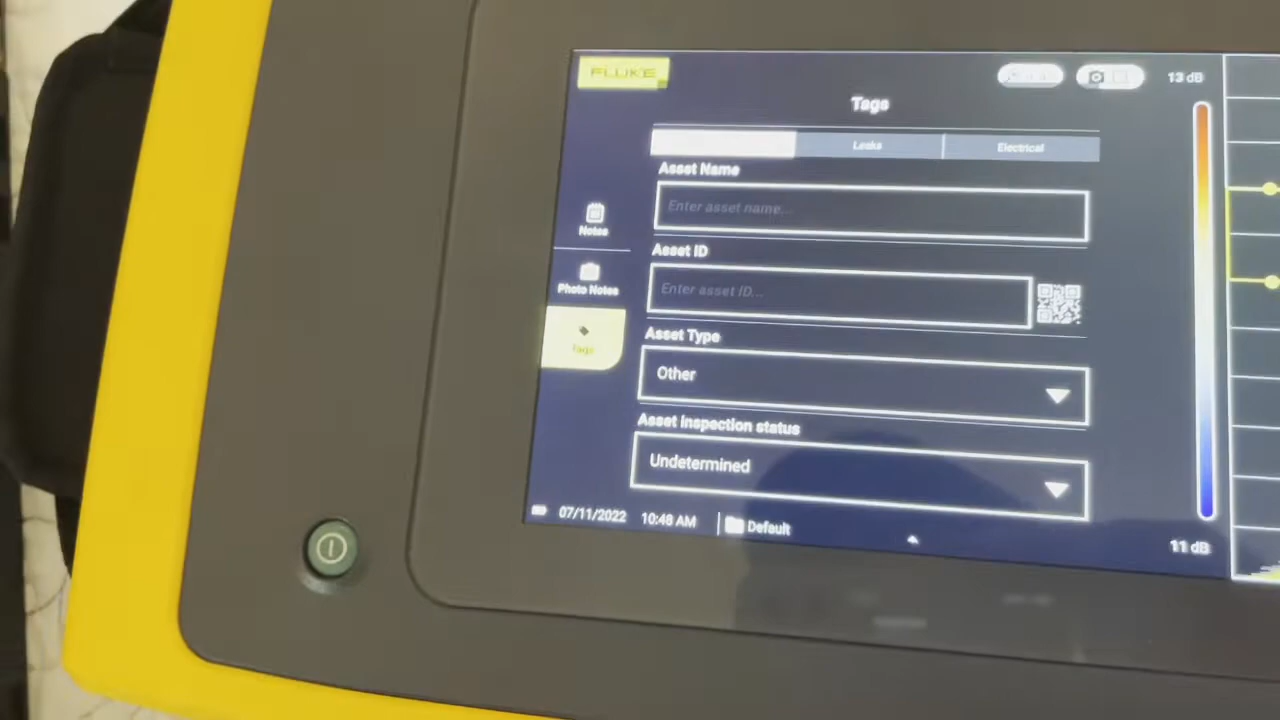 FLUKE
13 dB
Tags
Leaks
Electrical
Asset Name
Enter asset name...
Notes
Asset ID
Enter asset ID...
Photo Notes
Asset Type
Tags
Other
Asset inspection status
Undetermined
07/11/2022 10:48 AM Default
11 dB